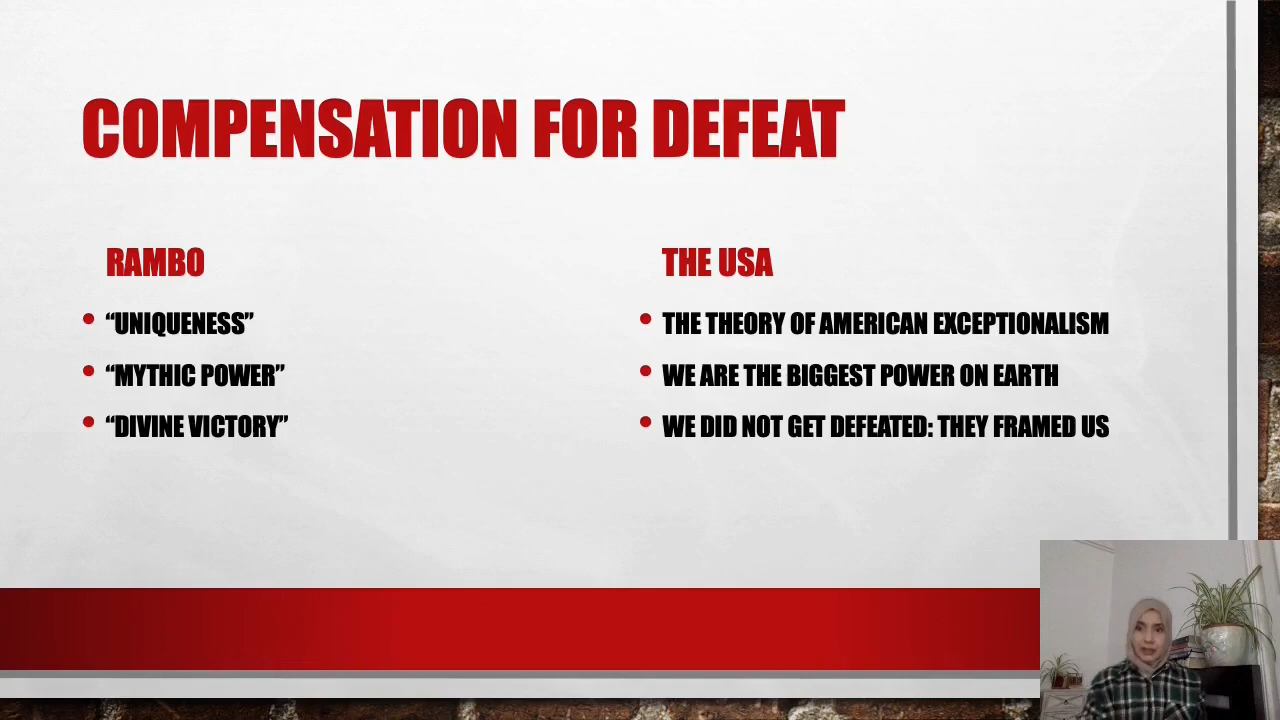 COMPENSATION FOR DEFEAT
RAMBO
• “UNIQUENESS”
• “MYTHIC POWER”
• “DIVINE VICTORY”
THE USA
• THE THEORY OF AMERICAN EXCEPTIONALISM
• WE ARE THE BIGGEST POWER ON EARTH
• WE DID NOT GET DEFEATED: THEY FRAMED US